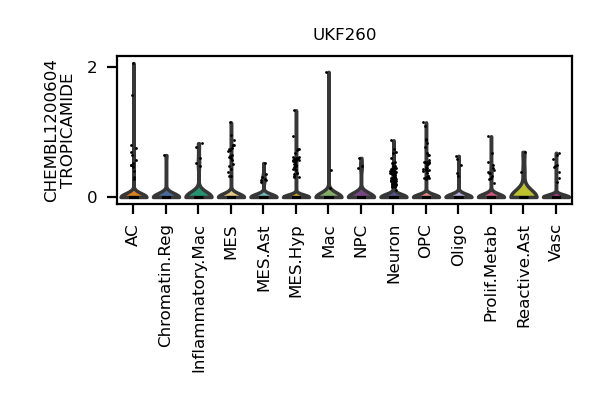 UKF260
CHEMBL1200604
TROPICAMIDE
2
0
AC
Chromatin.Reg
Inflammatory.Mac
MES
MES.Ast
MES.Hyp
Mac
NPC
Neuron
OPC
Oligo
Prolif.Metab
Reactive.Ast
Vasc